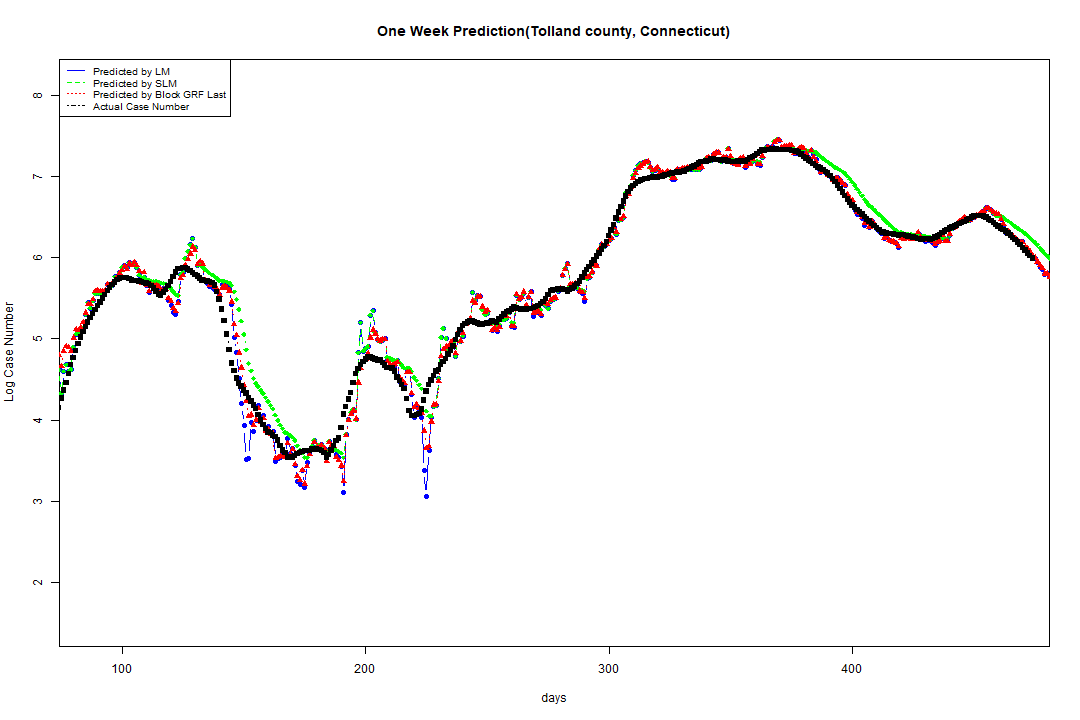 One Week Prediction(Tolland county, Connecticut)
Predicted by LM
Predicted by SLM
Predicted by Block GRF Last
Actual Case Number
8
7
6
5
4
3
2
Log Case Number
100 200 300 400
days